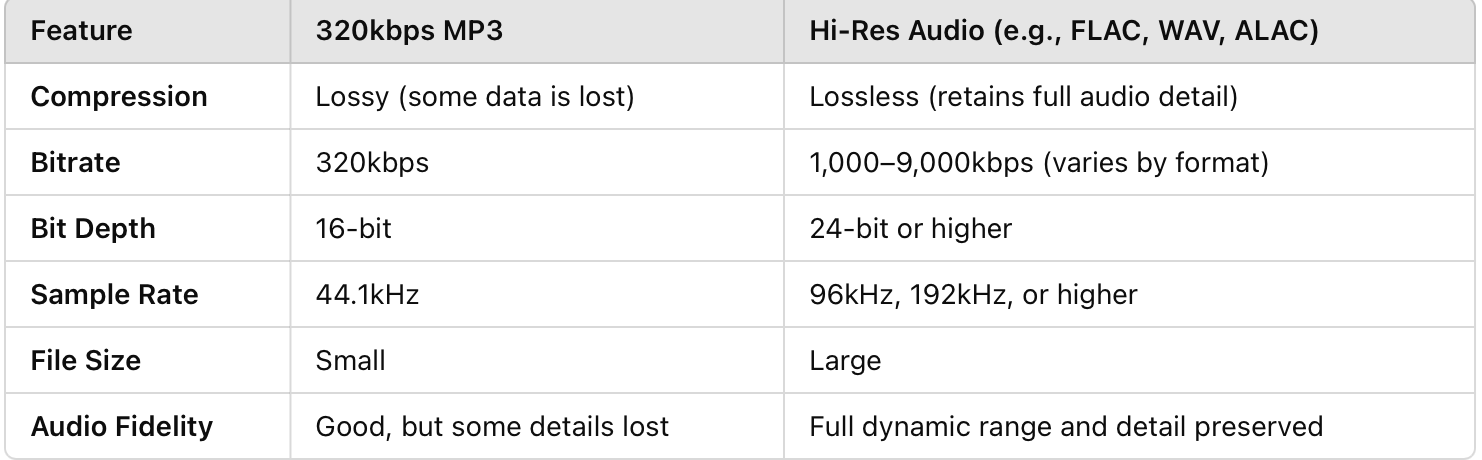 Feature 320kbps MP3 Hi-Res Audio (e.g., FLAC, WAV, ALAC)
Compression Lossy (some data is lost) Lossless (retains full audio detail)
Bitrate 320kbps 1,000–9,000kbps (varies by format)
Bit Depth 16-bit 24-bit or higher
Sample Rate 44.1kHz 96kHz, 192kHz, or higher
File Size Small Large
Audio Fidelity Good, but some details lost Full dynamic range and detail preserved